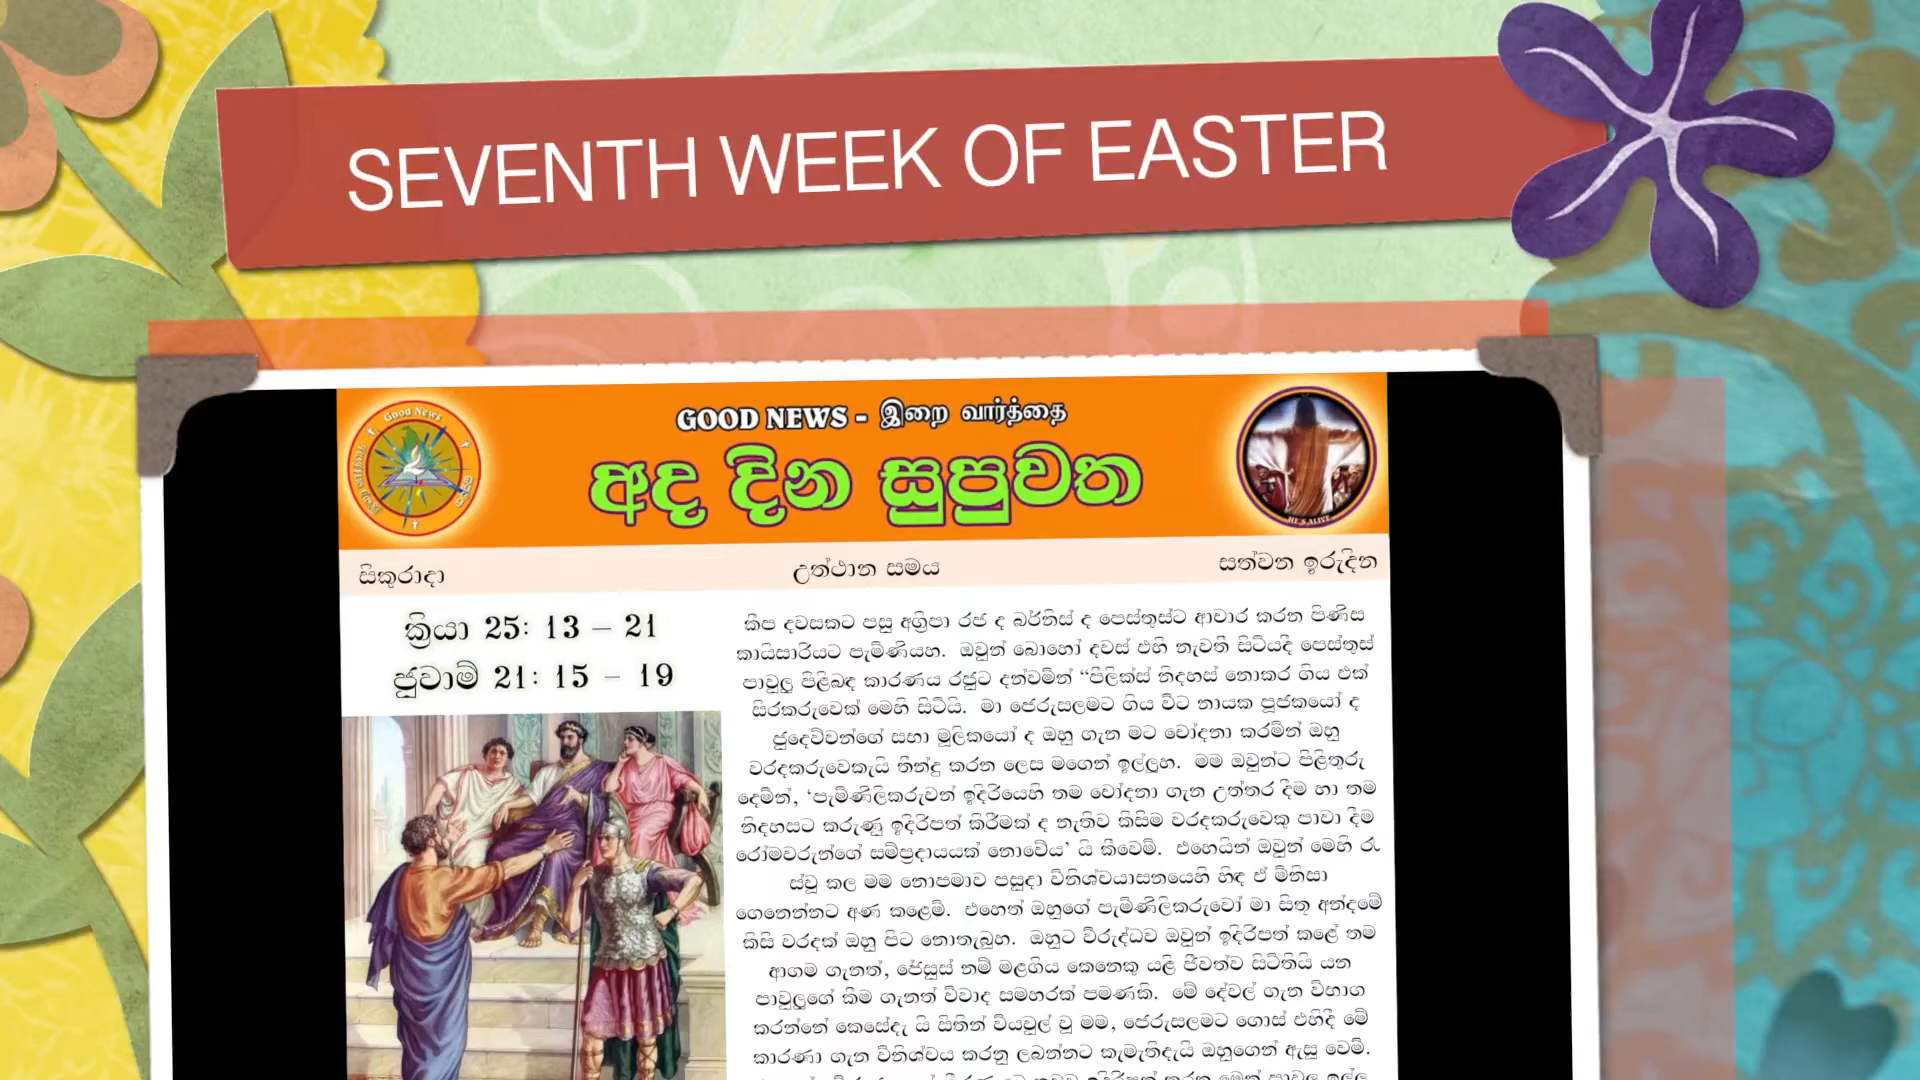 SEVENTH WEEK OF EASTER
GOOD NEWS - இறை வார்த்தை
අද දින සුපුවත
Good News
HE IS ALIVE
සිකුරාදා
උත්ථාන සමය
සත්වන ඉරුදින
ක්‍රියා 25: 13 – 21
ජුවාම් 21: 15 – 19
කීප දවසකට පසු අග්‍රිපා රජ ද බර්නිස් ද පෙස්තුස්ට ආචාර කරන පිණිස
කායිසාරියට පැමිණියහ. ඔවුන් බොහෝ දවස් එහි නැවතී සිටියදී පෙස්තුස්
පාවුලු පිළිබඳ කාරණය රජුට දන්වමින් “පීලික්ස් නිදහස් නොකර ගිය එක්
සිරකරුවෙක් මෙහි සිටියි. මා ජෙරුසලමට ගිය විට නායක පූජකයෝ ද
ජුදෙව්වන්ගේ සභා මූලිකයෝ ද ඔහු ගැන මට චෝදනා කරමින් ඔහු
වරදකරුවෙකැයි තීන්දු කරන ලෙස මගෙන් ඉල්ලූහ. මම ඔවුන්ට පිළිතුරු
දෙමින්, ‘පැමිණිලිකරුවන් ඉදිරියෙහි තම චෝදනා ගැන උත්තර දීම හා තම
නිදහසට කරුණු ඉදිරිපත් කිරීමක් ද නැතිව කිසිම වරදකරුවෙකු පාවා දීම
රෝමවරුන්ගේ සම්ප්‍රදායයක් නොවේය’ යි කීවෙමි. එහෙයින් ඔවුන් මෙහි රැ
ස්වූ කල මම නොපමාව පසුදා විනිශ්චයාසනයෙහි හිඳ ඒ මිනිසා
ගෙනෙන්නට අණ කළෙමි. එහෙත් ඔහුගේ පැමිණිලිකරුවෝ මා සිතූ අන්දමේ
කිසි වරදක් ඔහු පිට නොතැබූහ. ඔහුට විරුද්ධව ඔවුන් ඉදිරිපත් කළේ තම
ආගම ගැනත්, ජේසුස් නම් මළගිය කෙනෙකු යළි ජීවත්ව සිටිතියි යන
පාවුලුගේ කීම ගැනත් විවාද සමහරක් පමණකි. මේ දේවල් ගැන විභාග
කරන්නේ කෙසේදැ යි සිතින් වියවුල් වූ මම, ජෙරුසලමට ගොස් එහිදී මේ
කාරණා ගැන විනිශ්චය කරනු ලබන්නට කැමැතිදැයි ඔහුගෙන් ඇසූ වෙමි.